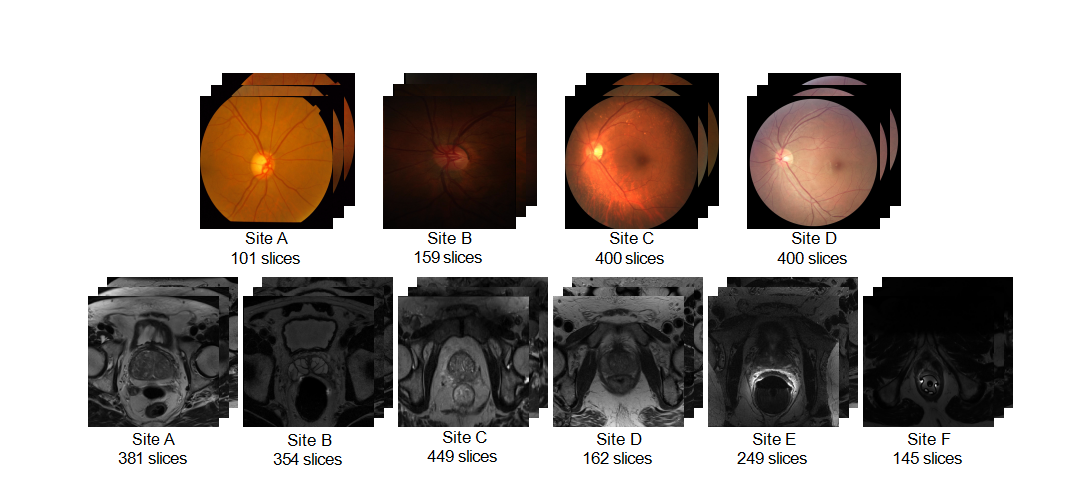 Site A
101 slices
Site B
159 slices
Site C
400 slices
Site D
400 slices
Site A
381 slices
Site B
354 slices
Site C
449 slices
Site D
162 slices
Site E
249 slices
Site F
145 slices